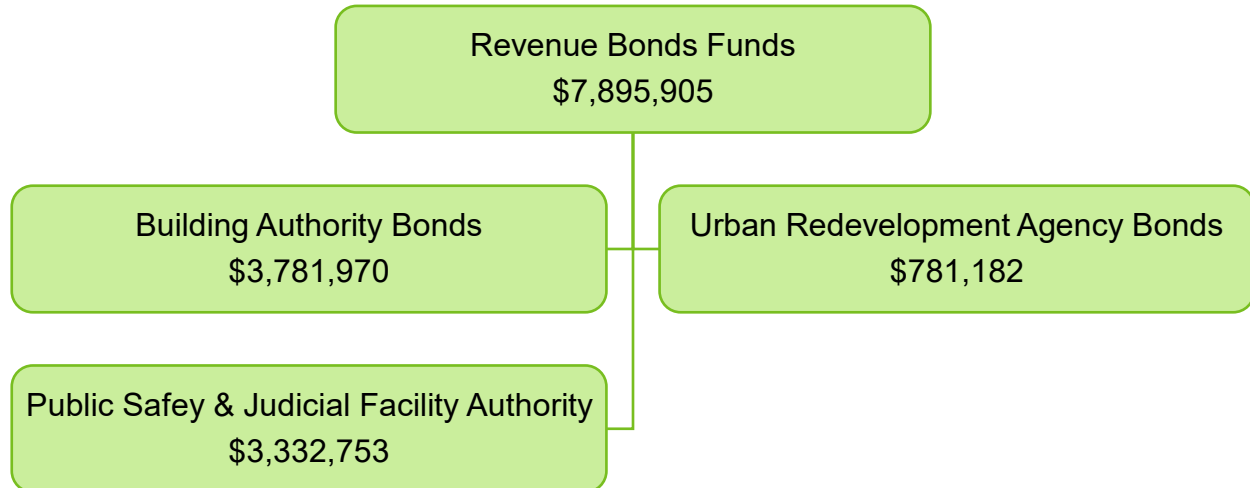 Revenue Bonds Funds
$7,895,905
Building Authority Bonds
$3,781,970
Urban Redevelopment Agency Bonds
$781,182
Public Safey & Judicial Facility Authority
$3,332,753